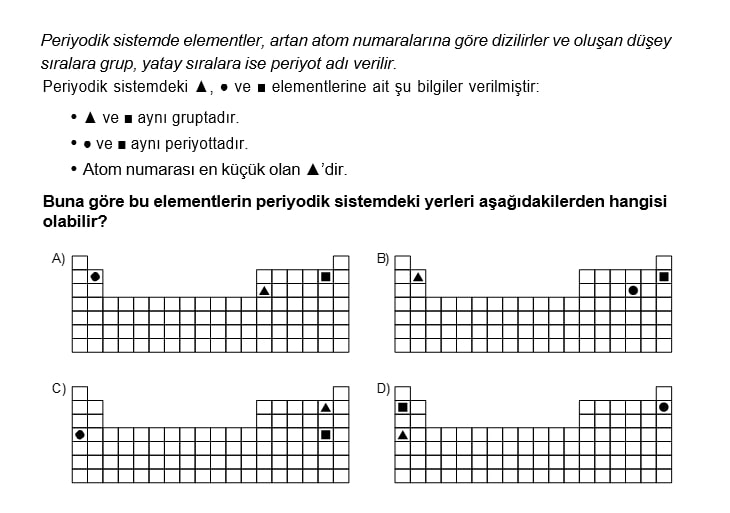 Periyodik sistemde elementler, artan atom numaralarına göre dizilirler ve oluşan düşey
sıralara grup, yatay sıralara ise periyot adı verilir.
Periyodik sistemdeki ▲, ● ve ■ elementlerine ait şu bilgiler verilmiştir:
• ▲ ve ■ aynı gruptadır.
• ● ve ■ aynı periyottadır.
• Atom numarası en küçük olan ▲'dir.
Buna göre bu elementlerin periyodik sistemdeki yerleri aşağıdakilerden hangisi
olabilir?
A)
B)
C)
D)